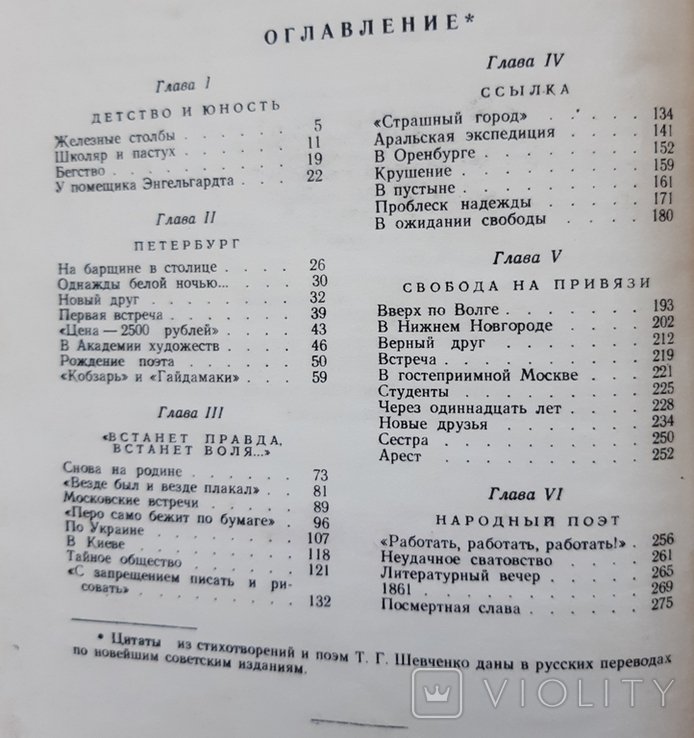 ОГЛАВЛЕНИЕ*
Глава I
ДЕТСТВО И ЮНОСТЬ
Железные столбы . . . . . . 5
Школяр и пастух . . . . . . 11
Бегство . . . . . . . . 19
У помещика Энгельгардта . . . 22
Глава II
ПЕТЕРБУРГ
На барщине в столице . . . . 26
Однажды белой ночью... . . . 30
Новый друг . . . . . . . 32
Первая встреча . . . . . . 39
«Цена — 2500 рублей» . . . . 43
В Академии художеств . . . . 46
Рождение поэта . . . . . . 50
«Кобзарь» и «Гайдамаки» . . . 59
Глава III
«ВСТАНЕТ ПРАВДА,
ВСТАНЕТ ВОЛЯ...»
Снова на родине . . . . . . 73
«Везде был и везде плакал» . . 81
Московские встречи . . . . . 89
«Перо само бежит по бумаге» . . 96
По Украине . . . . . . . 107
В Киеве . . . . . . . . 118
Тайное общество . . . . . . 121
«С запрещением писать и ри-
совать» . . . . . . . . 132
Глава IV
ССЫЛКА
«Страшный город» . . . . . 134
Аральская экспедиция . . . . 141
В Оренбурге . . . . . . . 152
Крушение . . . . . . . . 159
В пустыне . . . . . . . . 161
Проблеск надежды . . . . . 171
В ожидании свободы . . . . 180
Глава V
СВОБОДА НА ПРИВЯЗИ
Вверх по Волге . . . . . . 193
В Нижнем Новгороде . . . . 202
Верный друг . . . . . . . 212
Встреча . . . . . . . . 219
В гостеприимной Москве . . . 221
Студенты . . . . . . . . 225
Через одиннадцать лет . . . . 228
Новые друзья . . . . . . . 234
Сестра . . . . . . . . . 250
Арест . . . . . . . . . 252
Глава VI
НАРОДНЫЙ ПОЭТ
«Работать, работать, работать!» . 256
Неудачное сватовство . . . . 261
Литературный вечер . . . . . 265
1861 . . . . . . . . . 269
Посмертная слава . . . . . 275
* Цитаты из стихотворений и поэм Т. Г. Шевченко даны в русских переводах
по новейшим советским изданиям.
VIOLITY